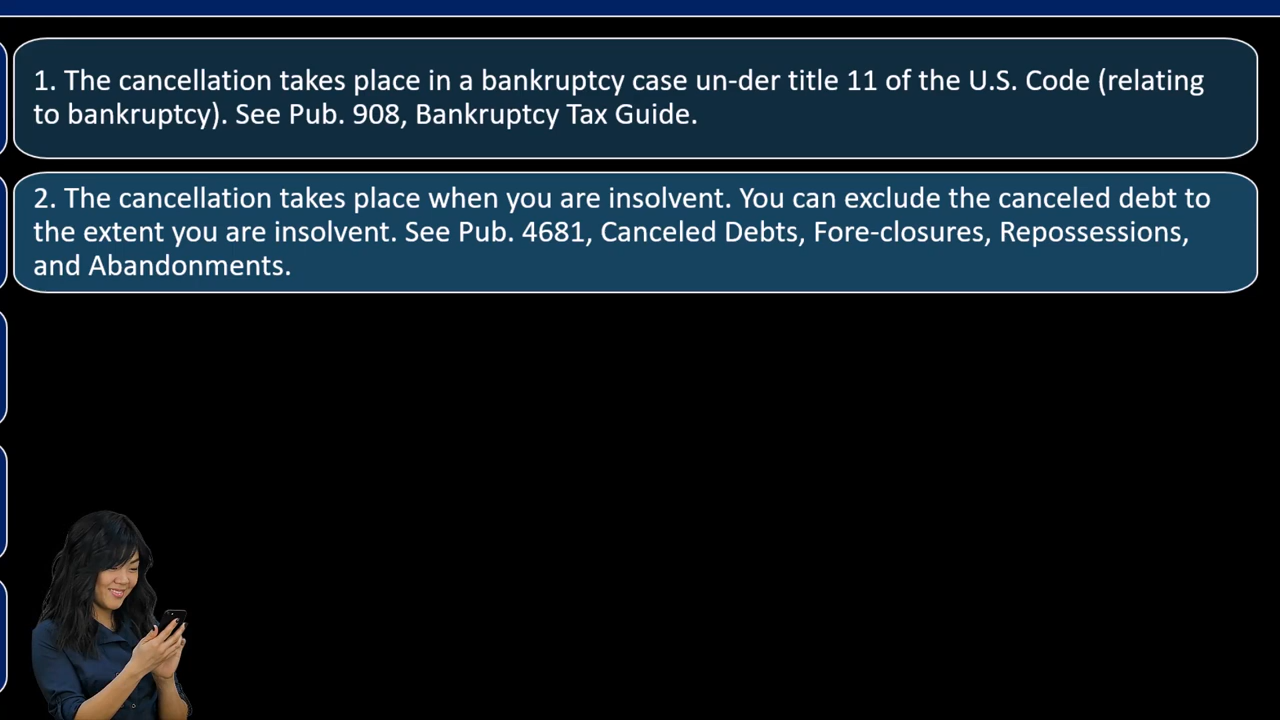 1. The cancellation takes place in a bankruptcy case un-der title 11 of the U.S. Code (relating
to bankruptcy). See Pub. 908, Bankruptcy Tax Guide.
2. The cancellation takes place when you are insolvent. You can exclude the canceled debt to
the extent you are insolvent. See Pub. 4681, Canceled Debts, Fore-closures, Repossessions,
and Abandonments.